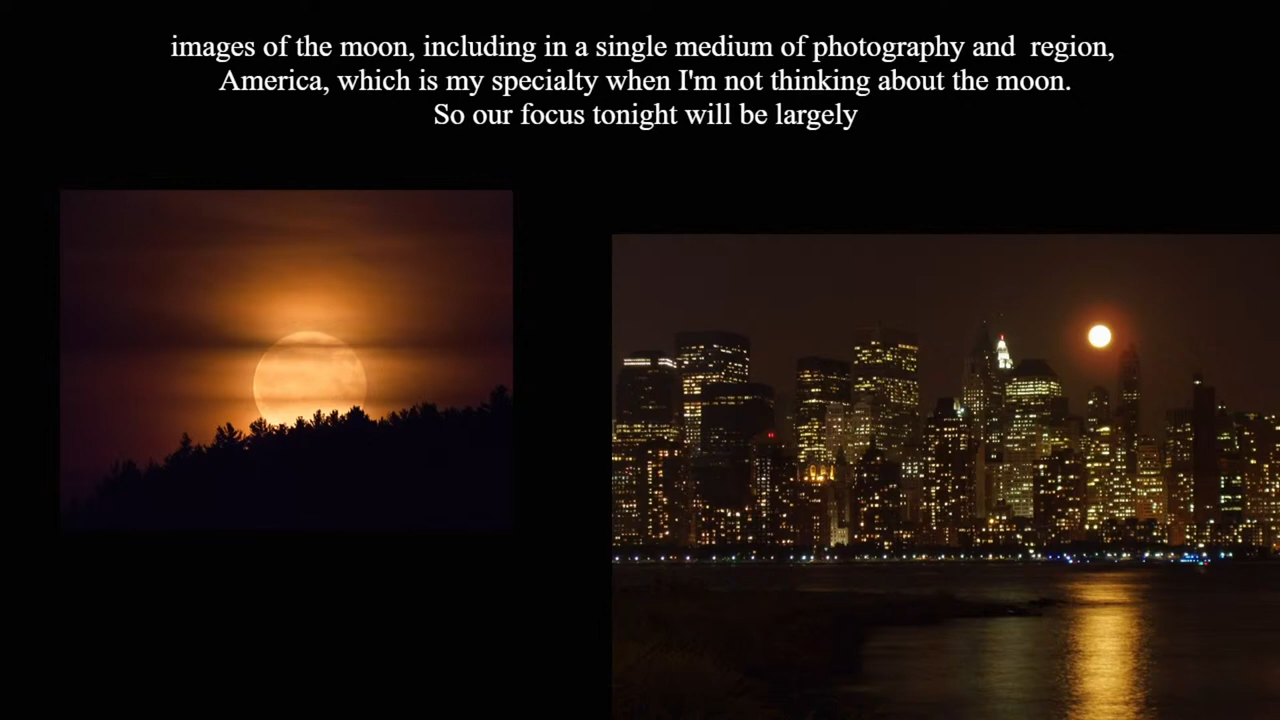 images of the moon, including in a single medium of photography and  region,
America, which is my specialty when I'm not thinking about the moon.
So our focus tonight will be largely